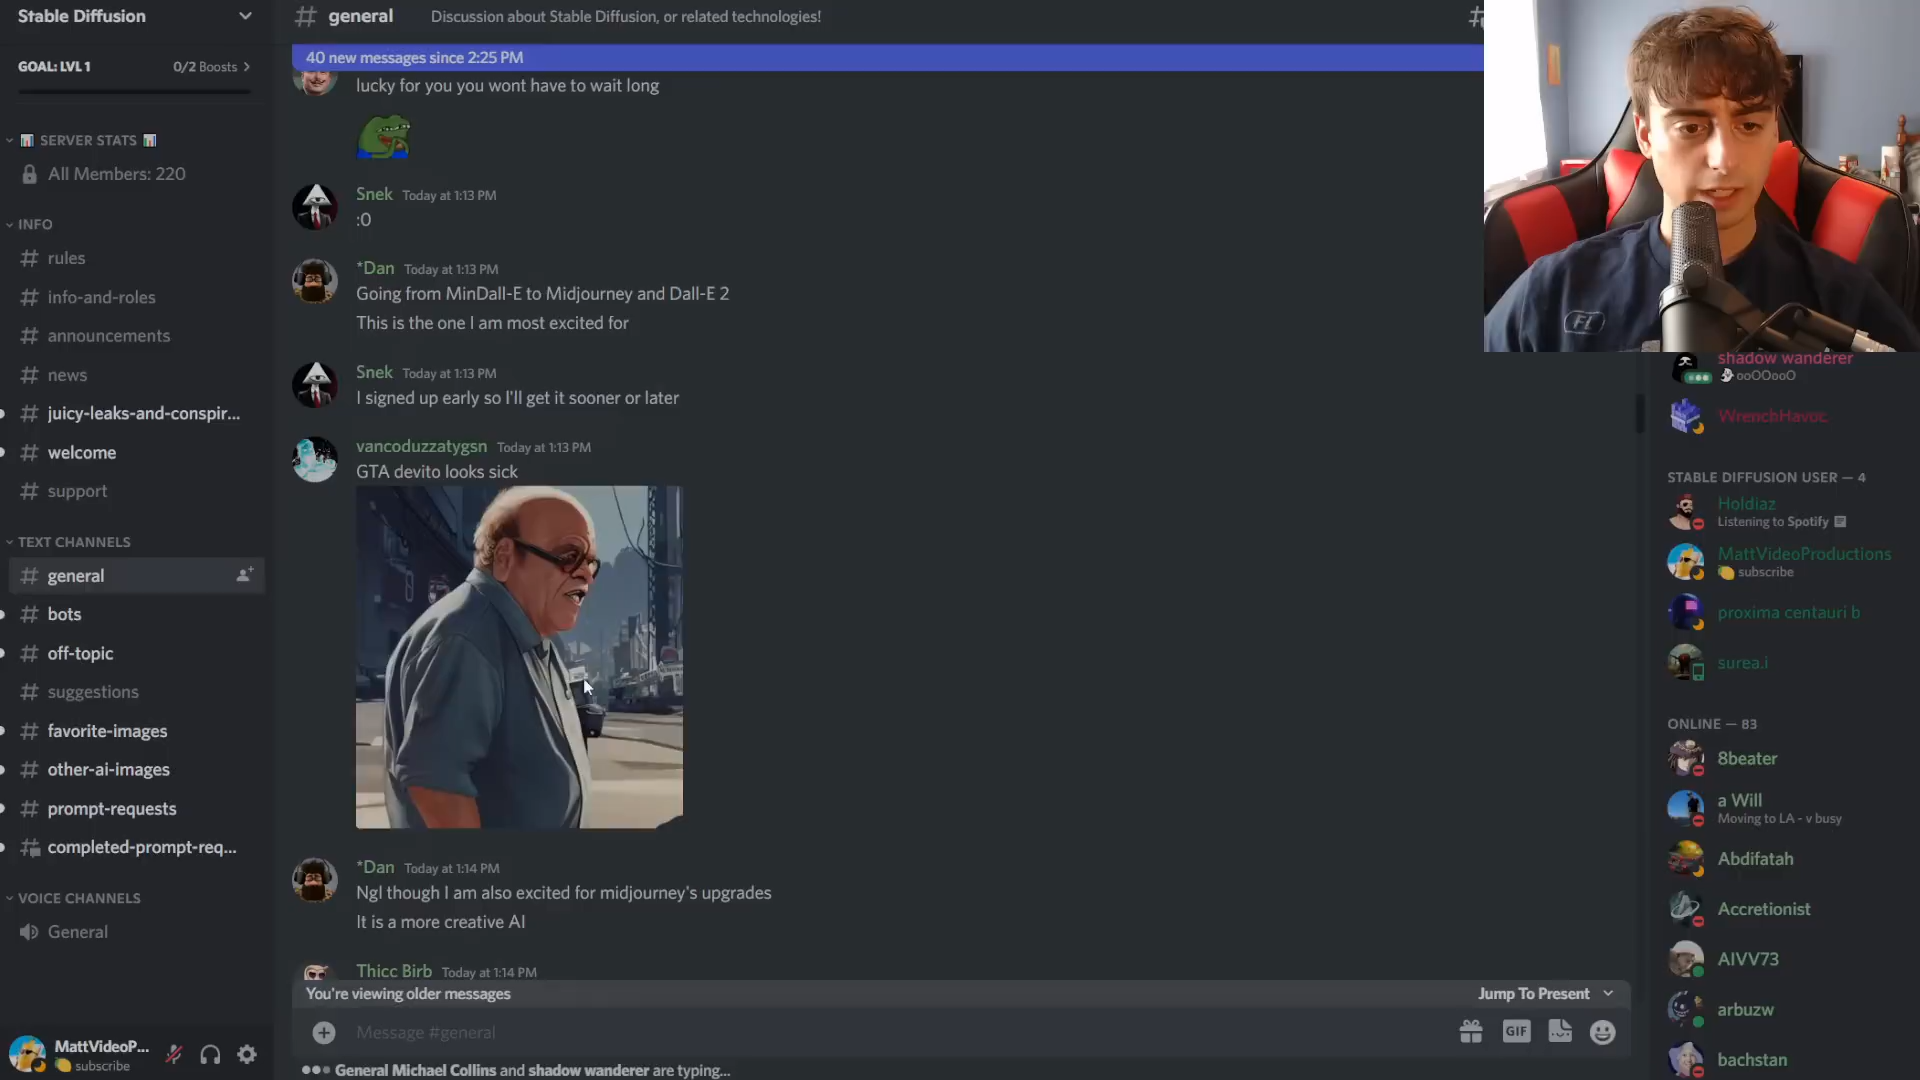 Stable Diffusion
GOAL: LVL 1
0/2 Boosts
SERVER STATS
All Members: 220
INFO
rules
info-and-roles
announcements
news
juicy-leaks-and-conspir...
welcome
support
TEXT CHANNELS
general
bots
off-topic
suggestions
favorite-images
other-ai-images
prompt-requests
completed-prompt-req...
VOICE CHANNELS
General
MattVideoP...
subscribe
general
Discussion about Stable Diffusion, or related technologies!
40 new messages since 2:25 PM
lucky for you you wont have to wait long
Snek Today at 1:13 PM
:O
*Dan Today at 1:13 PM
Going from MinDall-E to Midjourney and Dall-E 2
This is the one I am most excited for
Snek Today at 1:13 PM
I signed up early so I'll get it sooner or later
vancoduzzatygsn Today at 1:13 PM
GTA devito looks sick
*Dan Today at 1:14 PM
Ngl though I am also excited for midjourney's upgrades
It is a more creative AI
Thicc Birb Today at 1:14 PM
You're viewing older messages
Jump To Present
Message #general
GIF
General Michael Collins and shadow wanderer are typing...
FL
shadow wanderer
ooOOooO
WrenchHavoc
STABLE DIFFUSION USER — 4
Holdiaz
Listening to Spotify
MattVideoProductions
subscribe
proxima centauri b
surea.i
ONLINE — 83
8beater
a Will
Moving to LA - v busy
Abdifatah
Accretionist
AIVV73
arbuzw
bachstan